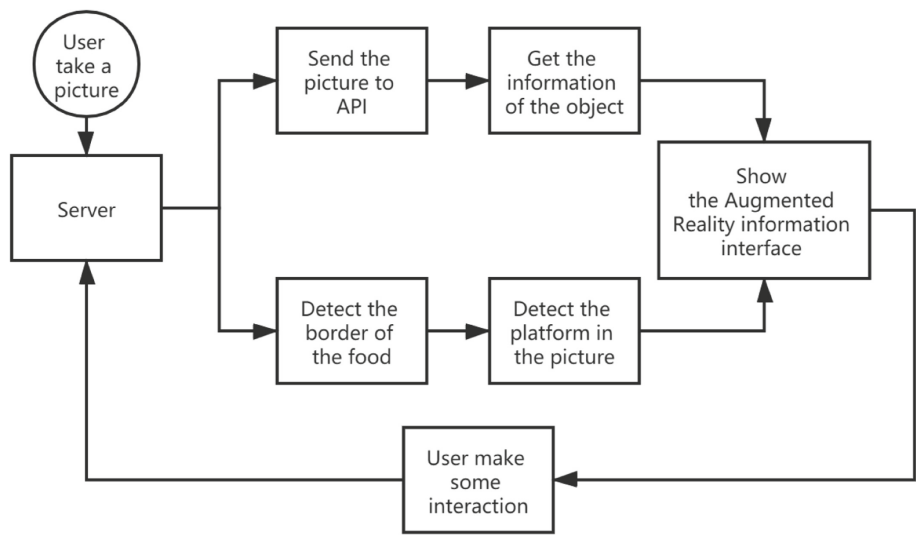 User
take a
picture
Server
Send the
picture to
API
Get the
information
of the object
Show
the Augmented
Reality information
interface
Detect the
border of
the food
Detect the
platform in
the picture
User make
some
interaction